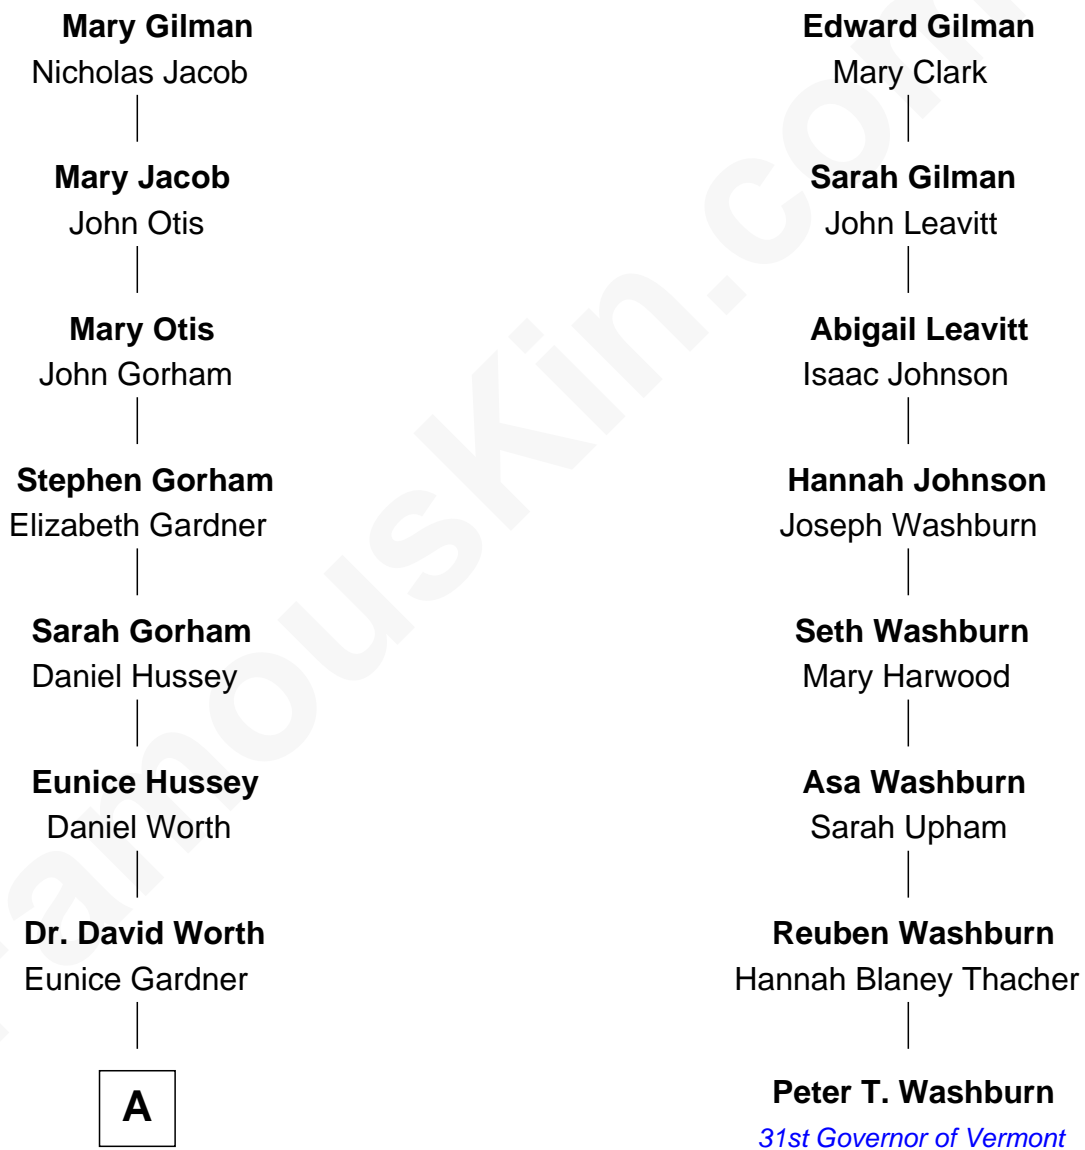 Mary Gilman
Nicholas Jacob
Mary Jacob
John Otis
Mary Otis
John Gorham
Stephen Gorham
Elizabeth Gardner
Sarah Gorham
Daniel Hussey
Eunice Hussey
Daniel Worth
Dr. David Worth
Eunice Gardner
A
Edward Gilman
Mary Clark
Sarah Gilman
John Leavitt
Abigail Leavitt
Isaac Johnson
Hannah Johnson
Joseph Washburn
Seth Washburn
Mary Harwood
Asa Washburn
Sarah Upham
Reuben Washburn
Hannah Blaney Thacher
Peter T. Washburn
31st Governor of Vermont
FamousKin.com